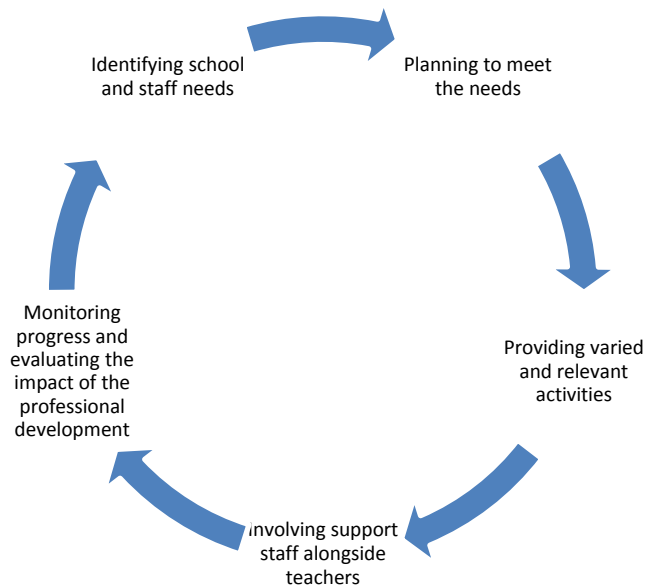 Identifying school
and staff needs
Planning to meet
the needs
Providing varied
and relevant
activities
Involving support
staff alongside
teachers
Monitoring
progress and
evaluating the
impact of the
professional
development